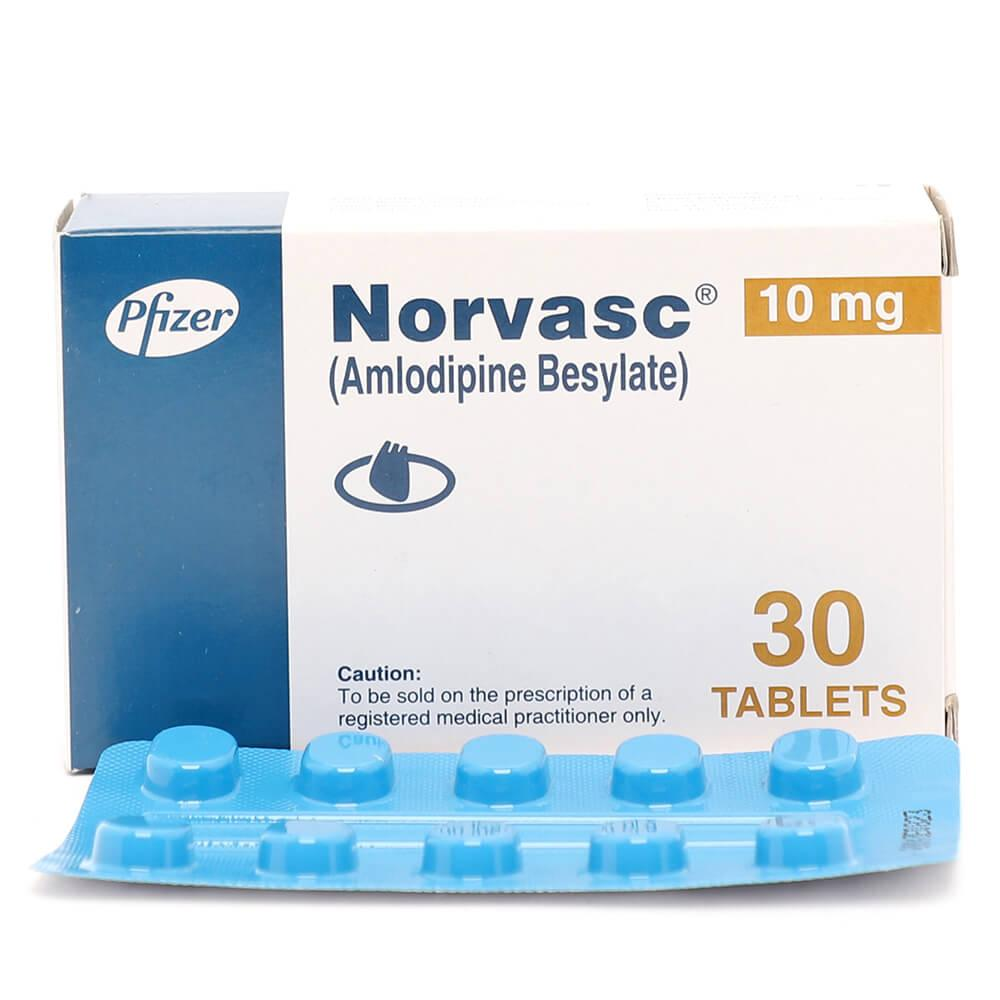 Pfizer
Norvasc®
10 mg
(Amlodipine Besylate)
Caution:
To be sold on the prescription of a
registered medical practitioner only.
30
TABLETS